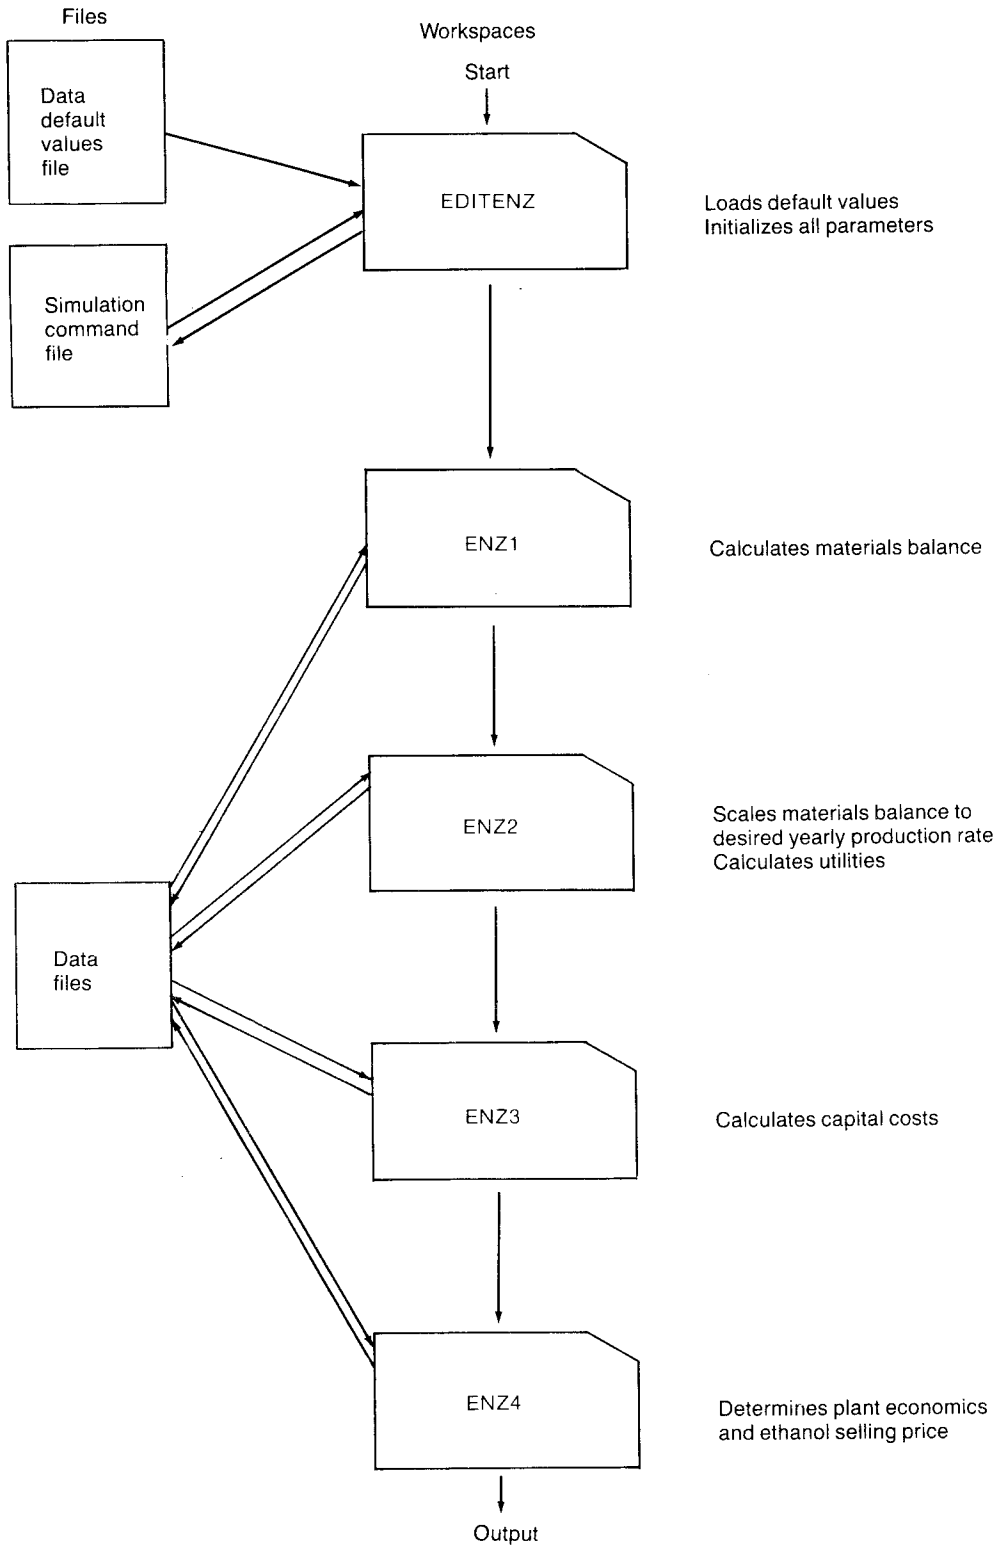 Files
Workspaces
Start
Data
default
values
file
EDITENZ
Loads default values
Initializes all parameters
Simulation
command
file
ENZ1
Calculates materials balance
ENZ2
Scales materials balance to
desired yearly production rate
Calculates utilities
Data
files
ENZ3
Calculates capital costs
ENZ4
Determines plant economics
and ethanol selling price
Output